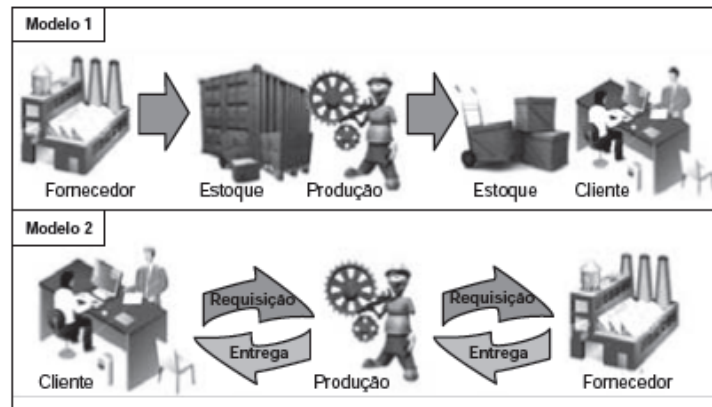 Modelo 1
Fornecedor Estoque Produção Estoque Cliente
Modelo 2
Requisição Requisição
Entrega Entrega
Cliente Produção Fornecedor